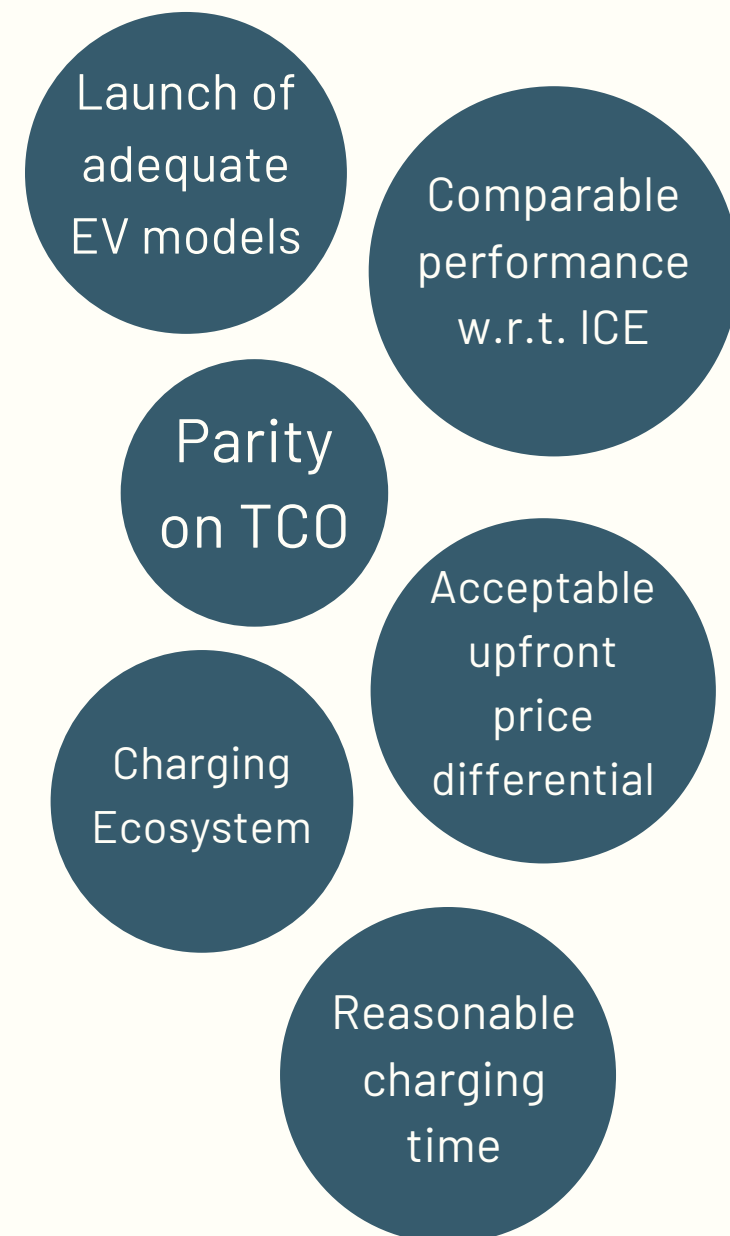 Launch of
adequate
EV models
Comparable
performance
w.r.t. ICE
Parity
on TCO
Acceptable
upfront
price
differential
Charging
Ecosystem
Reasonable
charging
time